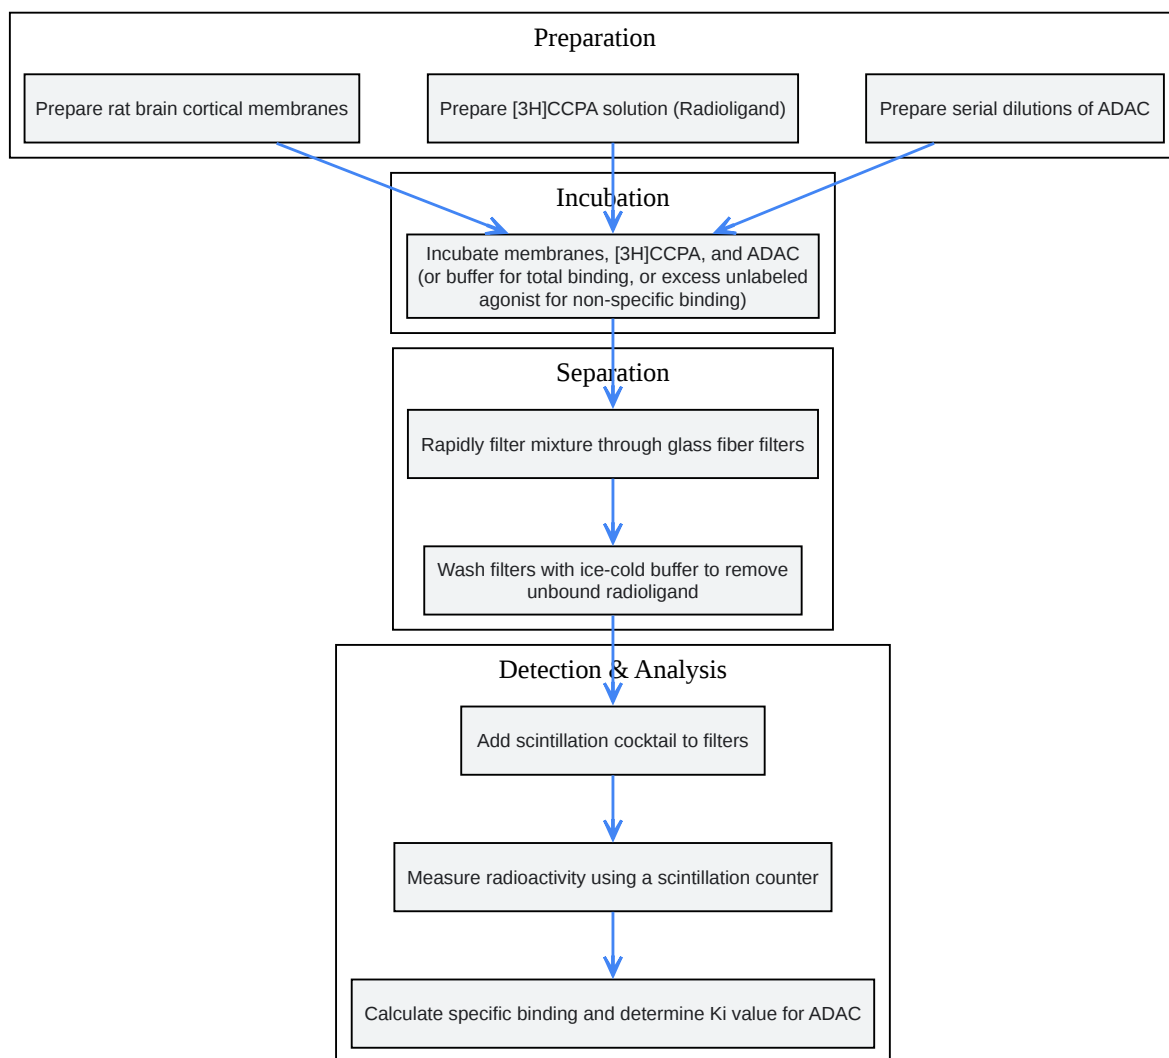 Preparation
Prepare rat brain cortical membranes
Prepare [3H]CCPA solution (Radioligand)
Prepare serial dilutions of ADAC
Incubation
Incubate membranes, [3H]CCPA, and ADAC
(or buffer for total binding, or excess unlabeled
agonist for non-specific binding)
Separation
Rapidly filter mixture through glass fiber filters
Wash filters with ice-cold buffer to remove
unbound radioligand
Detection & Analysis
Add scintillation cocktail to filters
Measure radioactivity using a scintillation counter
Calculate specific binding and determine Ki value for ADAC